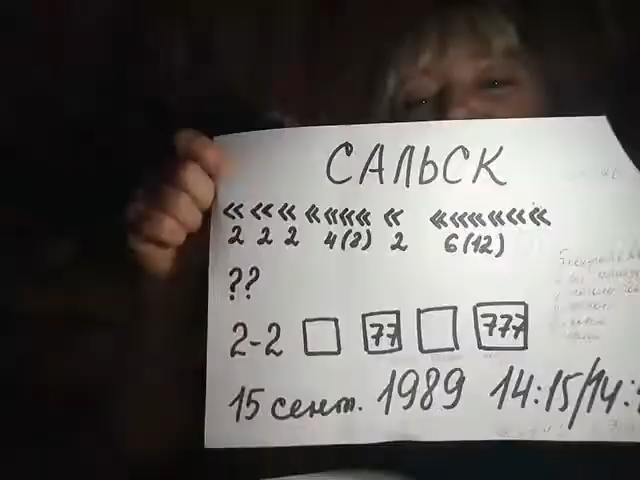 САЛЬСК
« « « « « « « « « « « « « «
2 2 2 4(8) 2 6(12)
??
2-2 77 777
15 сент. 1989 14:15/14: